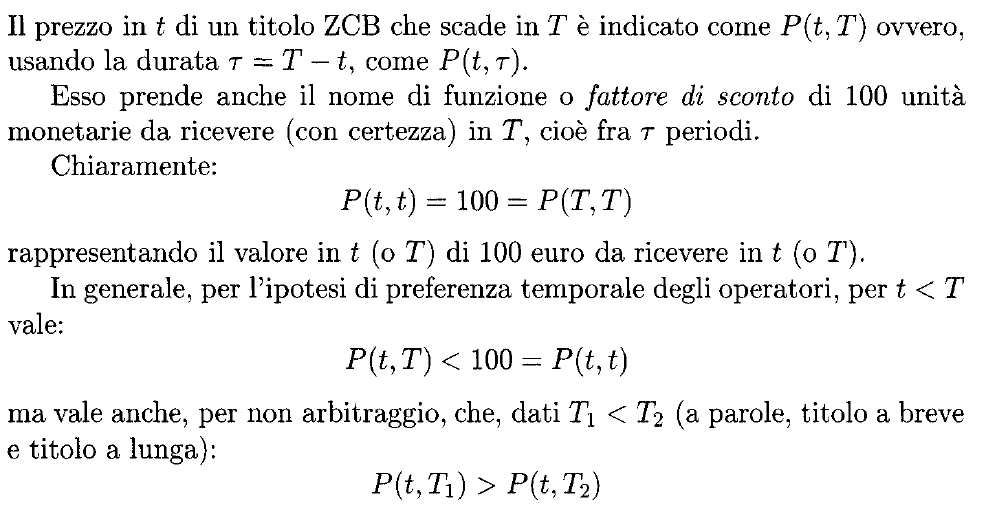 Il prezzo in t di un titolo ZCB che scade in T è indicato come P(t, T) ovvero,
usando la durata τ = T − t, come P(t, τ).
Esso prende anche il nome di funzione o fattore di sconto di 100 unità
monetarie da ricevere (con certezza) in T, cioè fra τ periodi.
Chiaramente:
P(t, t) = 100 = P(T, T)
rappresentando il valore in t (o T) di 100 euro da ricevere in t (o T).
In generale, per l'ipotesi di preferenza temporale degli operatori, per t < T
vale:
P(t, T) < 100 = P(t, t)
ma vale anche, per non arbitraggio, che, dati T₁ < T₂ (a parole, titolo a breve
e titolo a lunga):
P(t, T₁) > P(t, T₂)